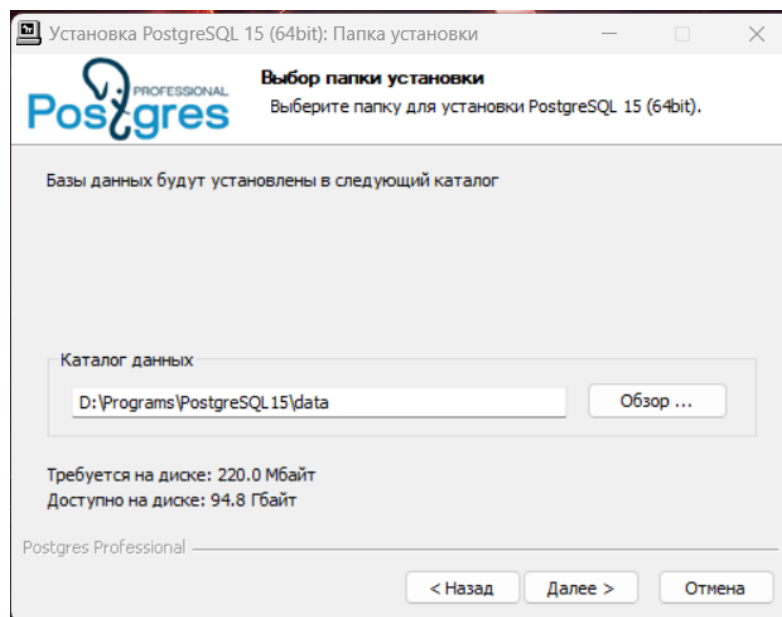 Установка PostgreSQL 15 (64bit): Папка установки
PROFESSIONAL
Postgres
Выбор папки установки
Выберите папку для установки PostgreSQL 15 (64bit).
Базы данных будут установлены в следующий каталог
Каталог данных
D:\Programs\PostgreSQL15\data
Обзор ...
Требуется на диске: 220.0 Мбайт
Доступно на диске: 94.8 Гбайт
Postgres Professional
< Назад
Далее >
Отмена